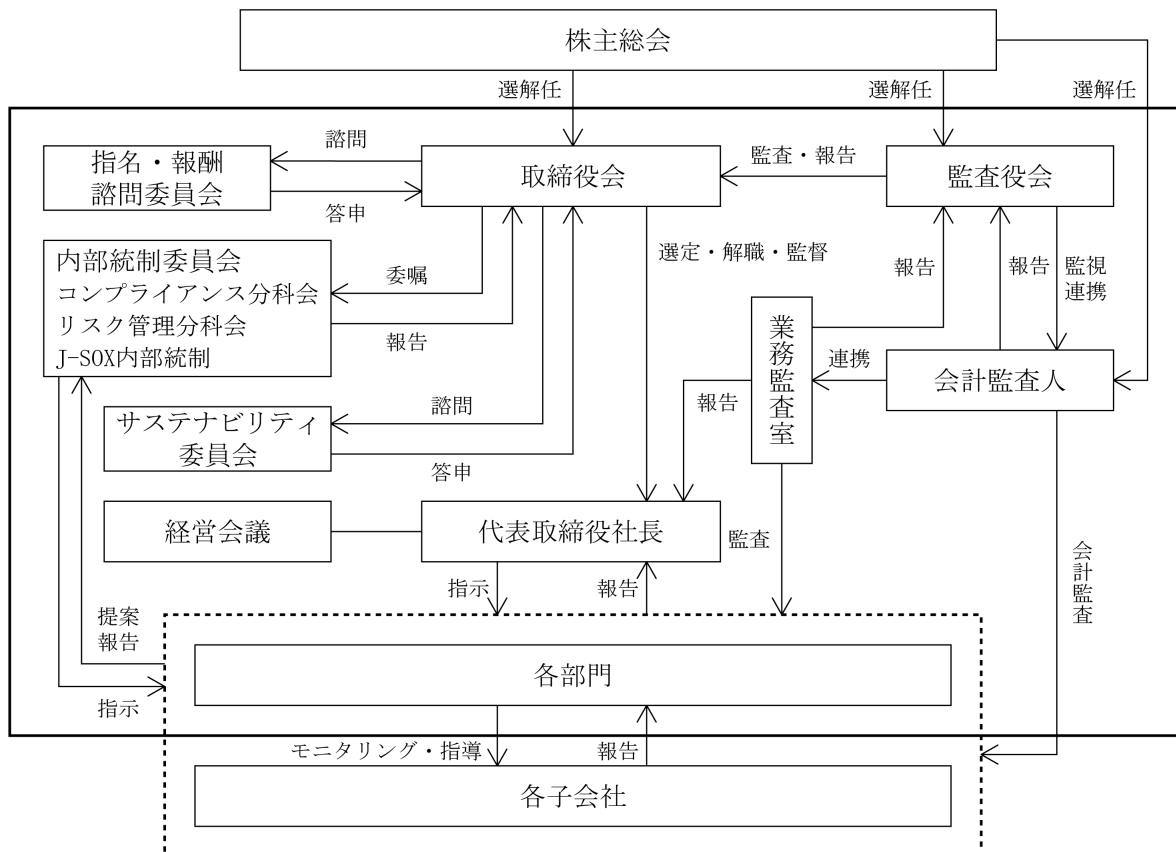 株主総会
選解任
選解任
選解任
諮問
指名・報酬
諮問委員会
答申
取締役会
監査・報告
監査役会
内部統制委員会
コンプライアンス分科会
リスク管理分科会
J-SOX内部統制
委嘱
報告
選定・解職・監督
報告
報告
監視
連携
業務監査室
連携
会計監査人
報告
サステナビリティ
委員会
諮問
答申
経営会議
代表取締役社長
監査
会計監査
指示
報告
提案
報告
指示
各部門
モニタリング・指導
報告
各子会社